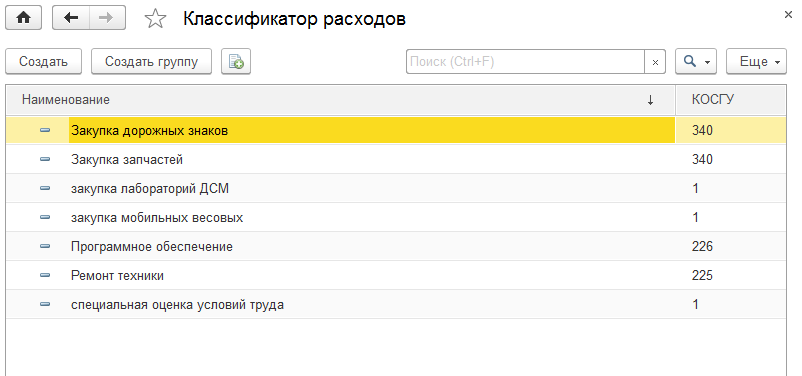 Классификатор расходов
Создать Создать группу Поиск (Ctrl+F) × Еще
Наименование ↓ КОСГУ
Закупка дорожных знаков 340
Закупка запчастей 340
закупка лабораторий ДСМ 1
закупка мобильных весовых 1
Программное обеспечение 226
Ремонт техники 225
специальная оценка условий труда 1